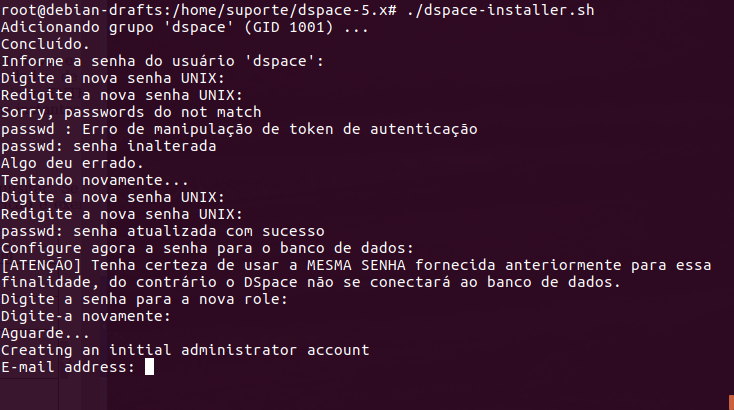 root@debian-drafts:/home/suporte/dspace-5.x# ./dspace-installer.sh
Adicionando grupo 'dspace' (GID 1001) ...
Concluído.
Informe a senha do usuário 'dspace':
Digite a nova senha UNIX:
Redigite a nova senha UNIX:
Sorry, passwords do not match
passwd : Erro de manipulação de token de autenticação
passwd: senha inalterada
Algo deu errado.
Tentando novamente...
Digite a nova senha UNIX:
Redigite a nova senha UNIX:
passwd: senha atualizada com sucesso
Configure agora a senha para o banco de dados:
[ATENÇÃO] Tenha certeza de usar a MESMA SENHA fornecida anteriormente para essa
finalidade, do contrário o DSpace não se conectará ao banco de dados.
Digite a senha para a nova role:
Digite-a novamente:
Aguarde...
Creating an initial administrator account
E-mail address: